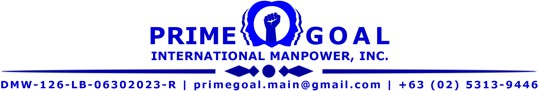 PRIME GOAL
INTERNATIONAL MANPOWER, INC.
DMW-126-LB-06302023-R | primegoal.main@gmail.com | +63 (02) 5313-9446